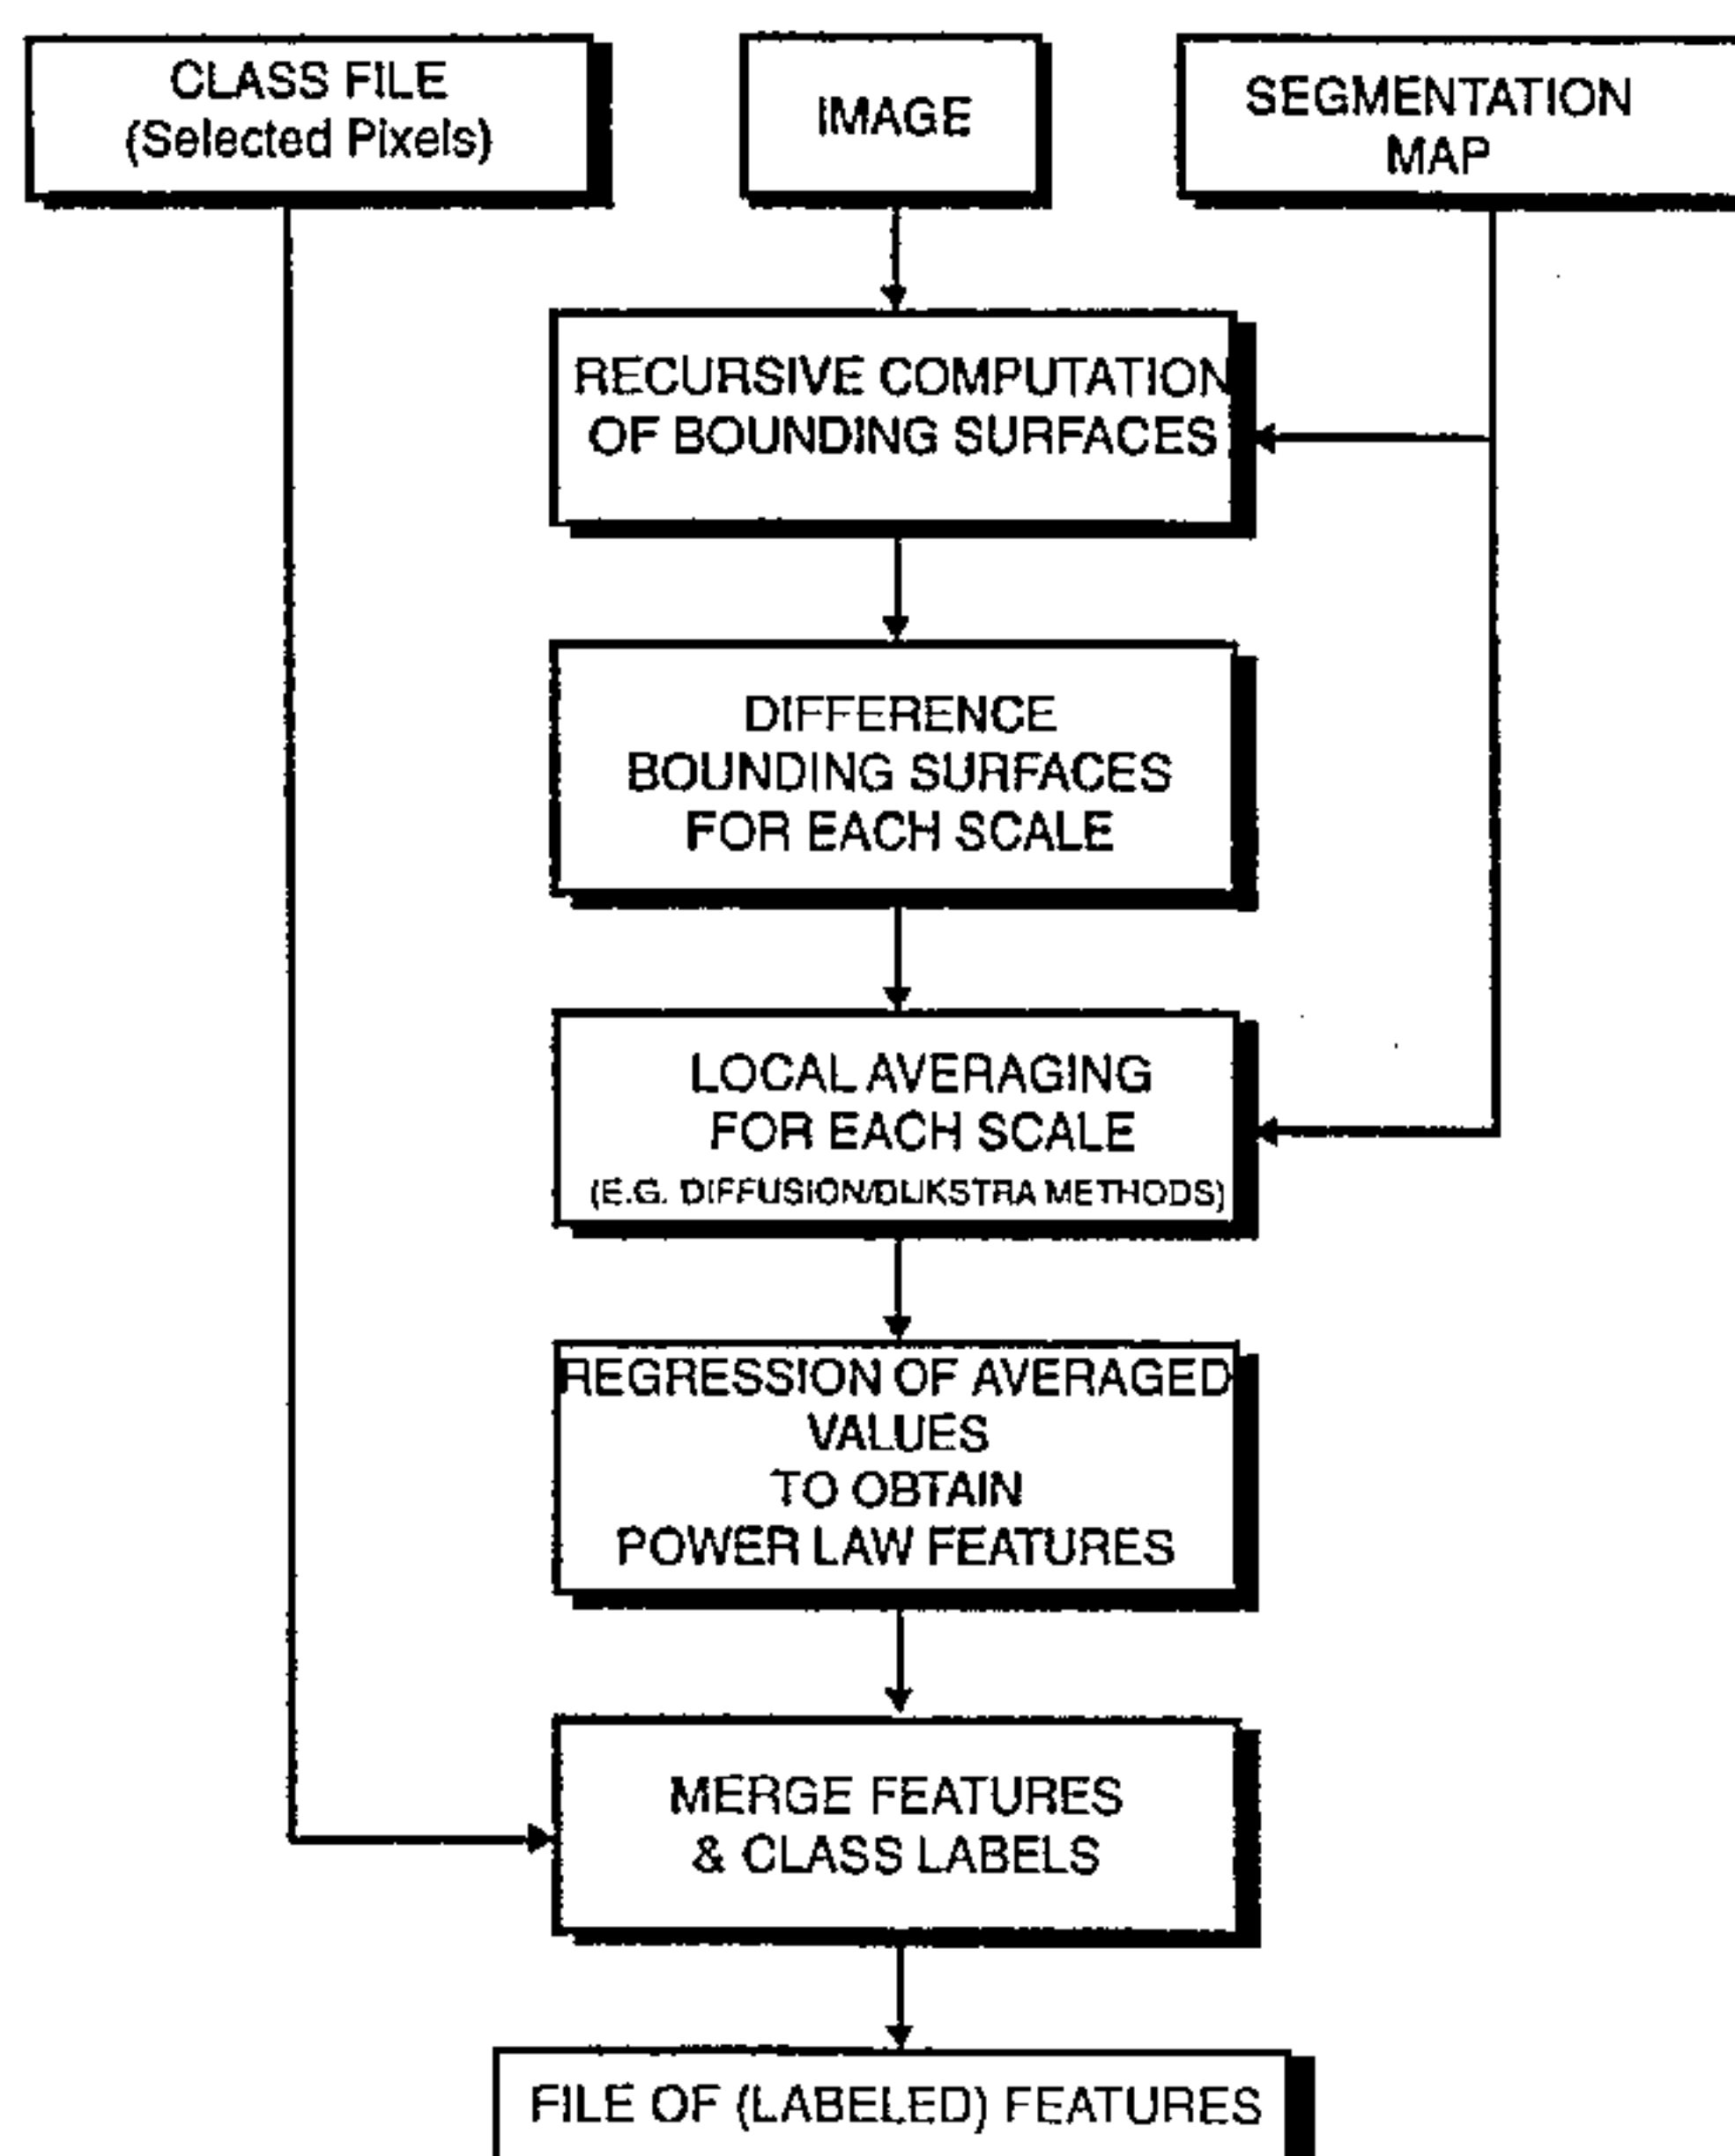 CLASS FILE
(Selected Pixels)
IMAGE
SEGMENTATION
MAP
RECURSIVE COMPUTATION
OF BOUNDING SURFACES
DIFFERENCE
BOUNDING SURFACES
FOR EACH SCALE
LOCAL AVERAGING
FOR EACH SCALE
(E.G. DIFFUSION/DIJKSTRA METHODS)
REGRESSION OF AVERAGED
VALUES
TO OBTAIN
POWER LAW FEATURES
MERGE FEATURES
& CLASS LABELS
FILE OF (LABELED) FEATURES